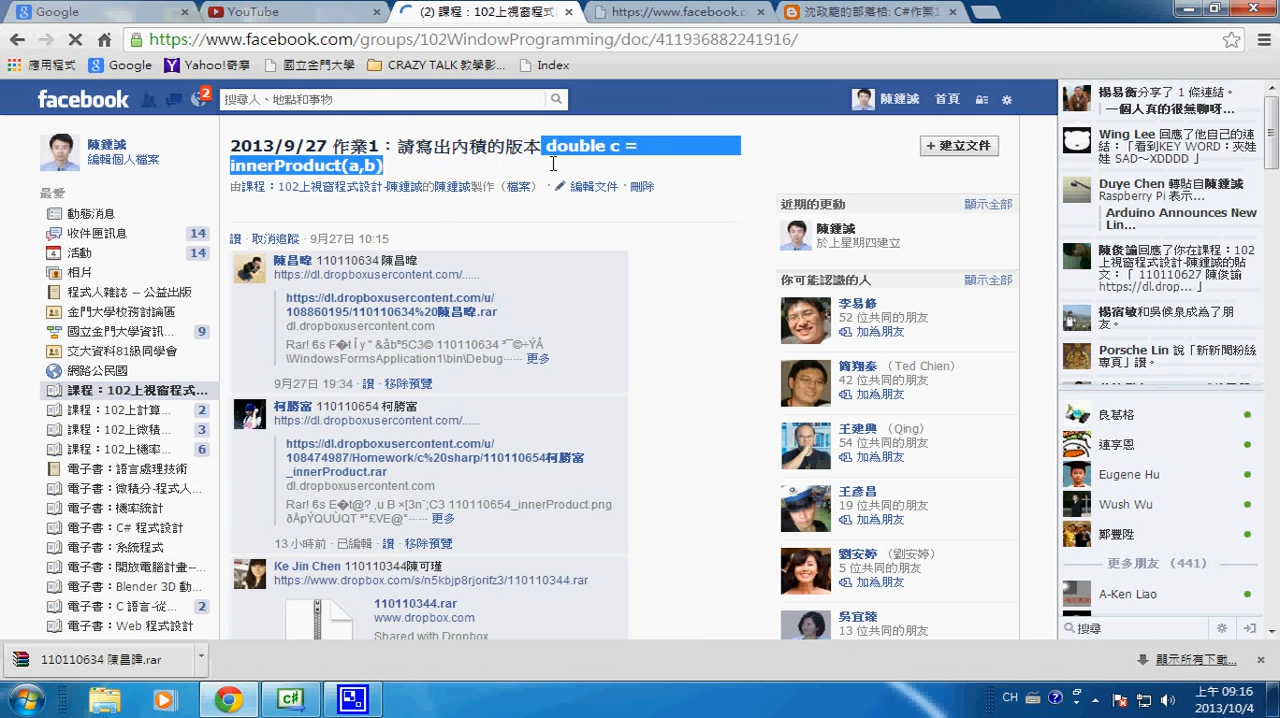 Google
YouTube
(2) 課程：102上視窗程式
https://www.facebook.c
沈政龍的部落格: C#作業1
https://www.facebook.com/groups/102WindowProgramming/doc/411936882241916/
應用程式
Google
Yahoo!奇摩
國立金門大學
CRAZY TALK 教學影...
Index
facebook
2
搜尋人、地點和事物
陳鍾誠
首頁
陳鍾誠
編輯個人檔案
最愛
動態消息
收件匣訊息 14
活動 14
相片
程式人雜誌 -- 公益出版
金門大學校務討論區
國立金門大學資訊... 9
交大資科81級同學會
網路公民國
課程：102上視窗程式...
課程：102上計算... 2
課程：102上微積... 3
課程：102上機率... 6
電子書：語言處理技術
電子書：微積分-程式人...
電子書：機率統計
電子書：C# 程式設計
電子書：系統程式
電子書：開放電腦計畫--...
電子書：Blender 3D 動...
電子書：C 語言-從... 2
電子書：Web 程式設計
2013/9/27 作業1：請寫出內積的版本 double c =
innerProduct(a,b)
由課程：102上視窗程式設計-陳鍾誠的陳鍾誠製作（檔案） · 編輯文件 · 刪除
+ 建立文件
讚 · 取消追蹤 · 9月27日 10:15
陳昌暐 110110634 陳昌暐
https://dl.dropboxusercontent.com/......
https://dl.dropboxusercontent.com/u/
108860195/110110634%20陳昌暐.rar
dl.dropboxusercontent.com
\WindowsFormsApplication1\bin\Debug······ 更多
9月27日 19:34 · 讚 · 移除預覽
柯勝富 110110654 柯勝富
https://dl.dropboxusercontent.com/......
https://dl.dropboxusercontent.com/u/
108474987/Homework/c%20sharp/110110654柯勝富
_innerProduct.rar
dl.dropboxusercontent.com
110110654_innerProduct.png
更多
13 小時前 · 已編輯 · 讚 · 移除預覽
Ke Jin Chen 110110344陳可瑾
https://www.dropbox.com/s/n5kbjp8rjorifz3/110110344.rar
110110344.rar
www.dropbox.com
Shared with Dropbox
近期的更動 顯示全部
陳鍾誠
於上星期四建立
你可能認識的人 顯示全部
李易修
52 位共同的朋友
加為朋友
簡翔泰 （Ted Chien）
42 位共同的朋友
加為朋友
王建興 （Qing）
54 位共同的朋友
加為朋友
王彥昌
19 位共同的朋友
加為朋友
劉安婷 （劉安婷）
5 位共同的朋友
加為朋友
吳宜臻
13 位共同的朋友
楊易衡分享了 1 條連結。
一個人真的很無聊呀...
Wing Lee 回應了他自己的連
結:「看到KEY WORD：夾娃
娃 SAD～XDDDD 」
Duye Chen 轉貼自陳鍾誠
Raspberry Pi 表示...
Arduino Announces New
Lin...
陳俊諭回應了你在課程：102
上視窗程式設計-陳鍾誠的貼
文：「 110110627 陳俊諭
https://dl.drop... 」
楊宿敏和吳候泉成為了朋
友。
Porsche Lin 說「新新聞粉絲
專頁」讚。
良葛格
連享恩
Eugene Hu
Wush Wu
鄭豐陞
更多朋友 （441）
A-Ken Liao
搜尋
110110634 陳昌暐.rar
顯示所有下載...
C#
CH
上午 09:16
2013/10/4